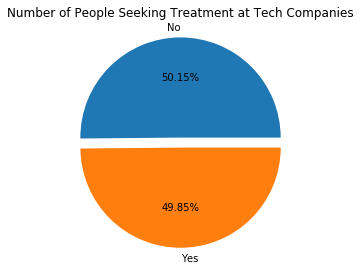 Number of People Seeking Treatment at Tech Companies
No
50.15%
49.85%
Yes